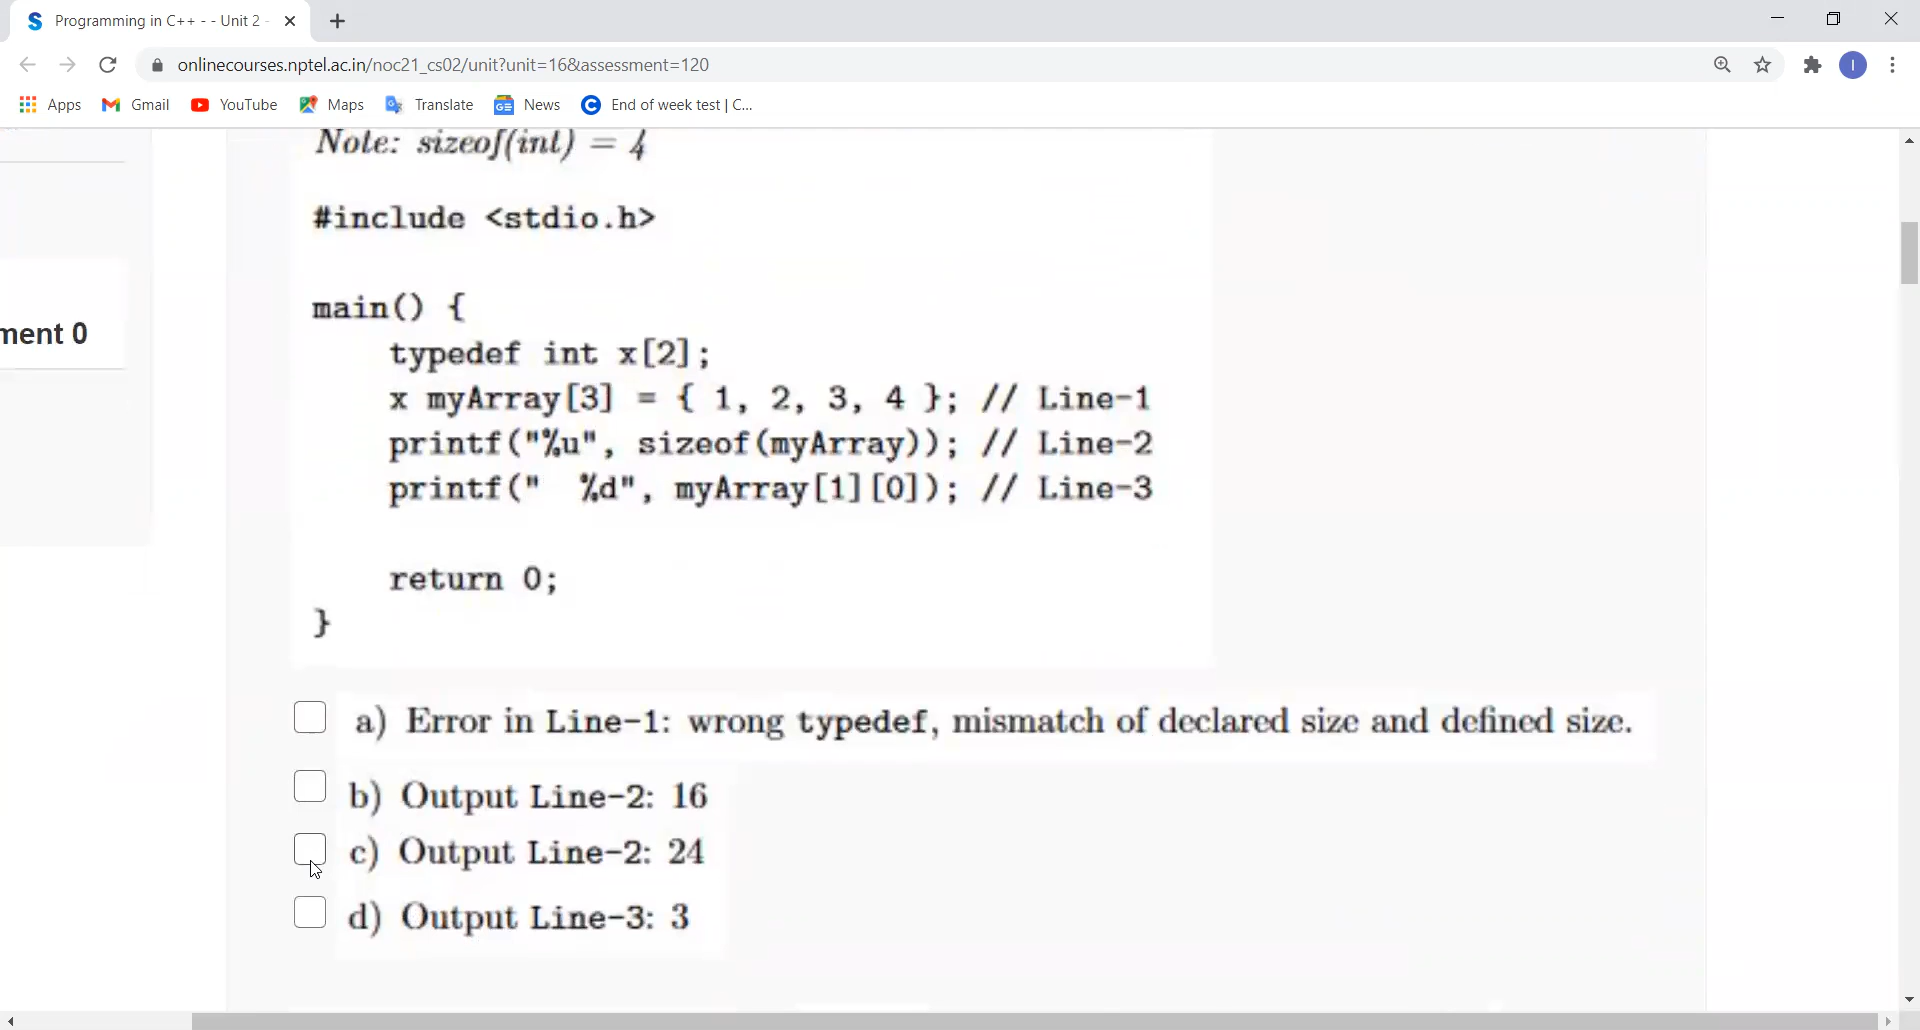 Programming in C++ - - Unit 2 -
onlinecourses.nptel.ac.in/noc21_cs02/unit?unit=16&assessment=120
I
Apps Gmail YouTube Maps Translate News End of week test | C...
Note: sizeof(int) = 4
#include <stdio.h>
main() {
typedef int x[2];
x myArray[3] = { 1, 2, 3, 4 }; // Line-1
printf("%u", sizeof(myArray)); // Line-2
printf("  %d", myArray[1][0]); // Line-3
return 0;
}
ment 0
a) Error in Line-1: wrong typedef, mismatch of declared size and defined size.
b) Output Line-2: 16
c) Output Line-2: 24
d) Output Line-3: 3